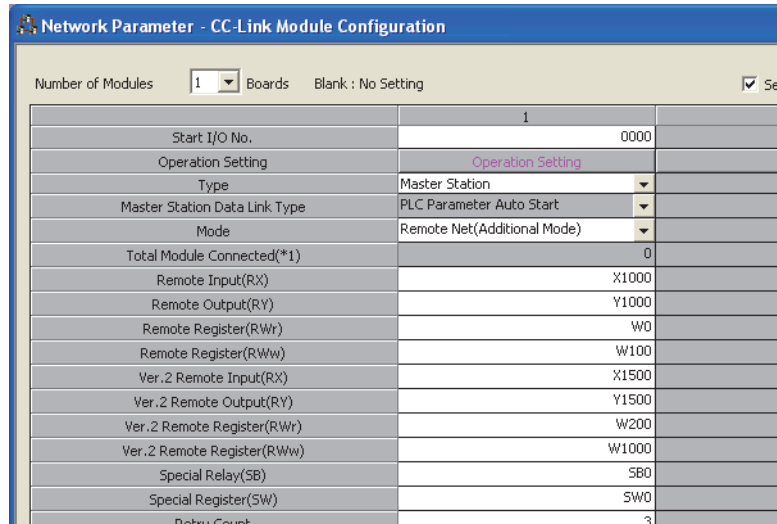 Network Parameter - CC-Link Module Configuration
Number of Modules 1 Boards Blank : No Setting
1
Start I/O No. 0000
Operation Setting Operation Setting
Type Master Station
Master Station Data Link Type PLC Parameter Auto Start
Mode Remote Net(Additional Mode)
Total Module Connected(*1) 0
Remote Input(RX) X1000
Remote Output(RY) Y1000
Remote Register(RWr) W0
Remote Register(RWw) W100
Ver.2 Remote Input(RX) X1500
Ver.2 Remote Output(RY) Y1500
Ver.2 Remote Register(RWr) W200
Ver.2 Remote Register(RWw) W1000
Special Relay(SB) SB0
Special Register(SW) SW0
Retry Count 3